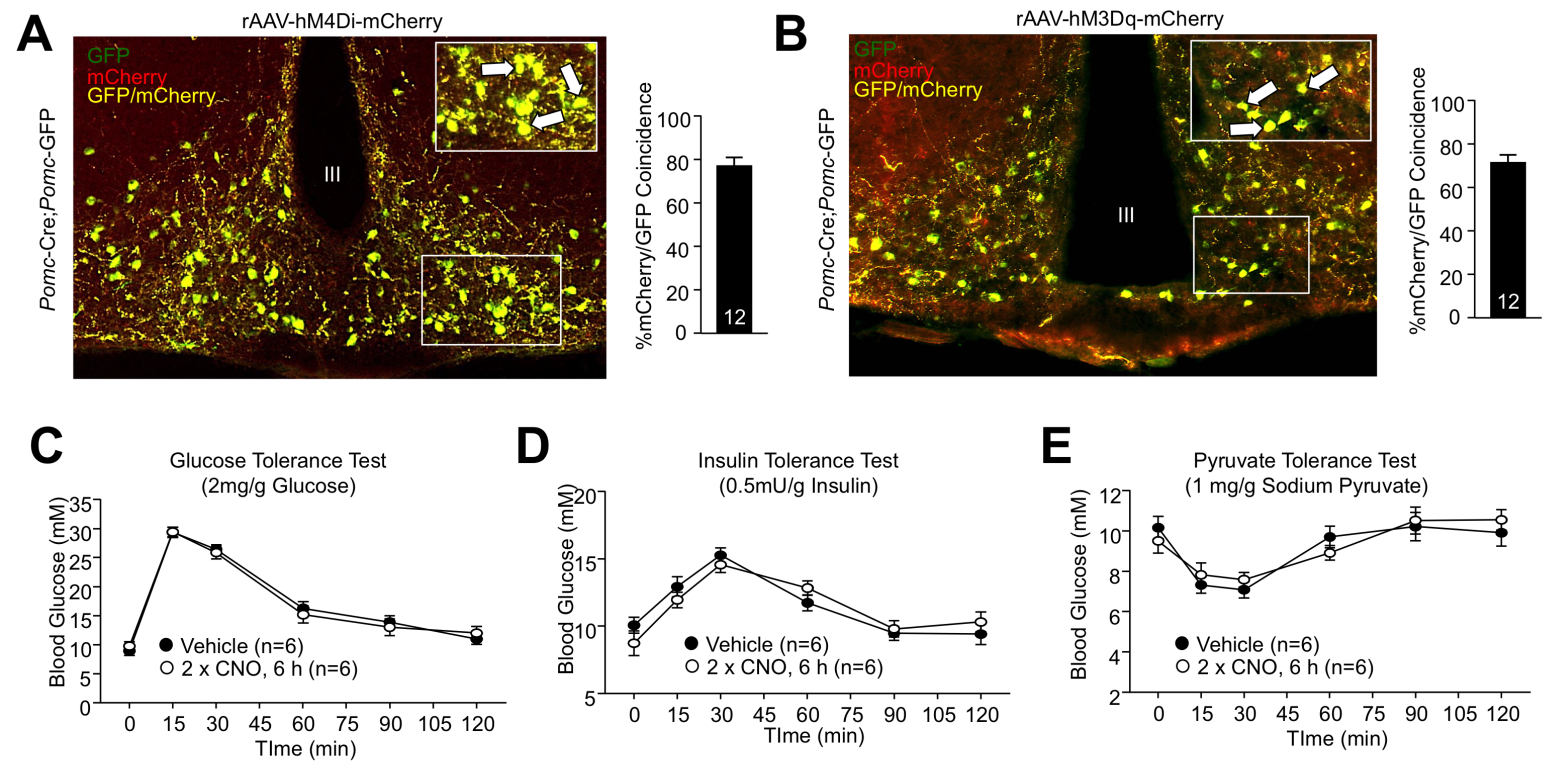 A
rAAV-hM4Di-mCherry
Pomc-Cre;Pomc-GFP
GFP
mCherry
GFP/mCherry
III
%mCherry/GFP Coincidence
100
80
60
40
20
0
12
B
rAAV-hM3Dq-mCherry
Pomc-Cre;Pomc-GFP
GFP
mCherry
GFP/mCherry
III
%mCherry/GFP Coincidence
100
80
60
40
20
0
12
C
Glucose Tolerance Test
(2mg/g Glucose)
Blood Glucose (mM)
35
30
25
20
15
10
5
0
Vehicle (n=6)
2 x CNO, 6 h (n=6)
0 15 30 45 60 75 90 105 120
TIme (min)
D
Insulin Tolerance Test
(0.5mU/g Insulin)
Blood Glucose (mM)
20
15
10
5
Vehicle (n=6)
2 x CNO, 6 h (n=6)
0 15 30 45 60 75 90 105 120
TIme (min)
E
Pyruvate Tolerance Test
(1 mg/g Sodium Pyruvate)
Blood Glucose (mM)
12
10
8
6
4
2
Vehicle (n=6)
2 x CNO, 6 h (n=6)
0 15 30 45 60 75 90 105 120
TIme (min)